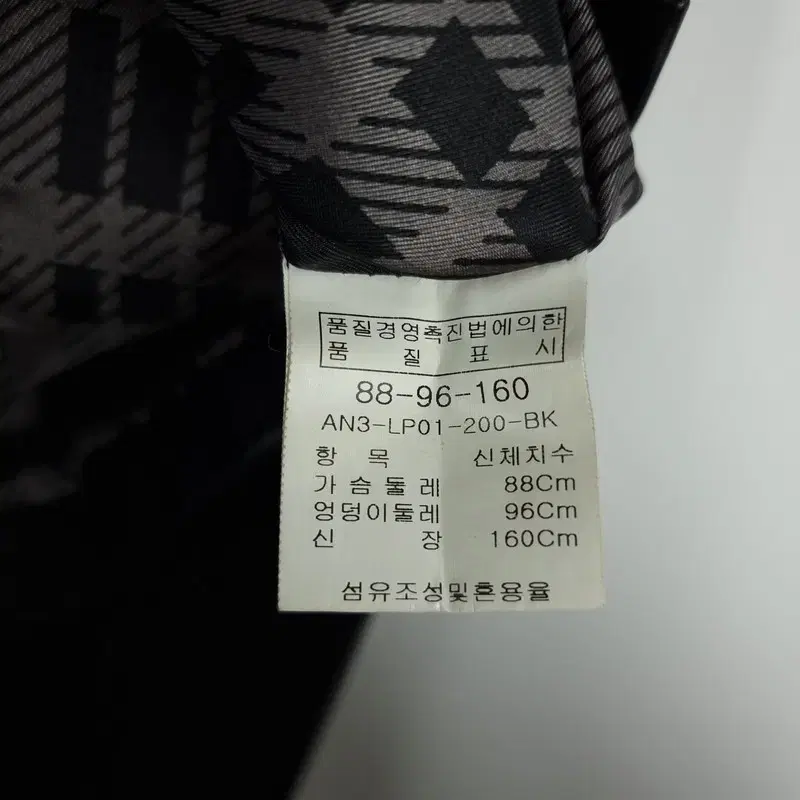 품질경영촉진법에의한
품 질 표 시
88-96-160
AN3-LP01-200-BK
항 목 신체치수
가슴둘레 88Cm
엉덩이둘레 96Cm
신 장 160Cm
섬유조성및혼용율